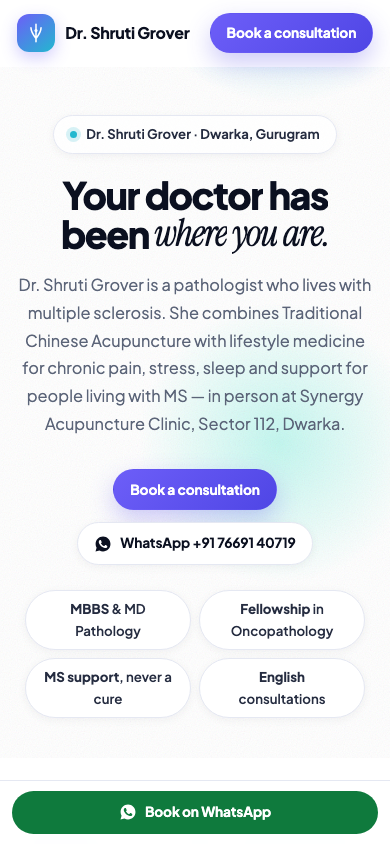 Dr. Shruti Grover
Book a consultation
Dr. Shruti Grover · Dwarka, Gurugram
Your doctor has
been where you are.
Dr. Shruti Grover is a pathologist who lives with
multiple sclerosis. She combines Traditional
Chinese Acupuncture with lifestyle medicine
for chronic pain, stress, sleep and support for
people living with MS — in person at Synergy
Acupuncture Clinic, Sector 112, Dwarka.
Book a consultation
WhatsApp +91 76691 40719
MBBS & MD
Pathology
Fellowship in
Oncopathology
MS support, never a
cure
English
consultations
Book on WhatsApp